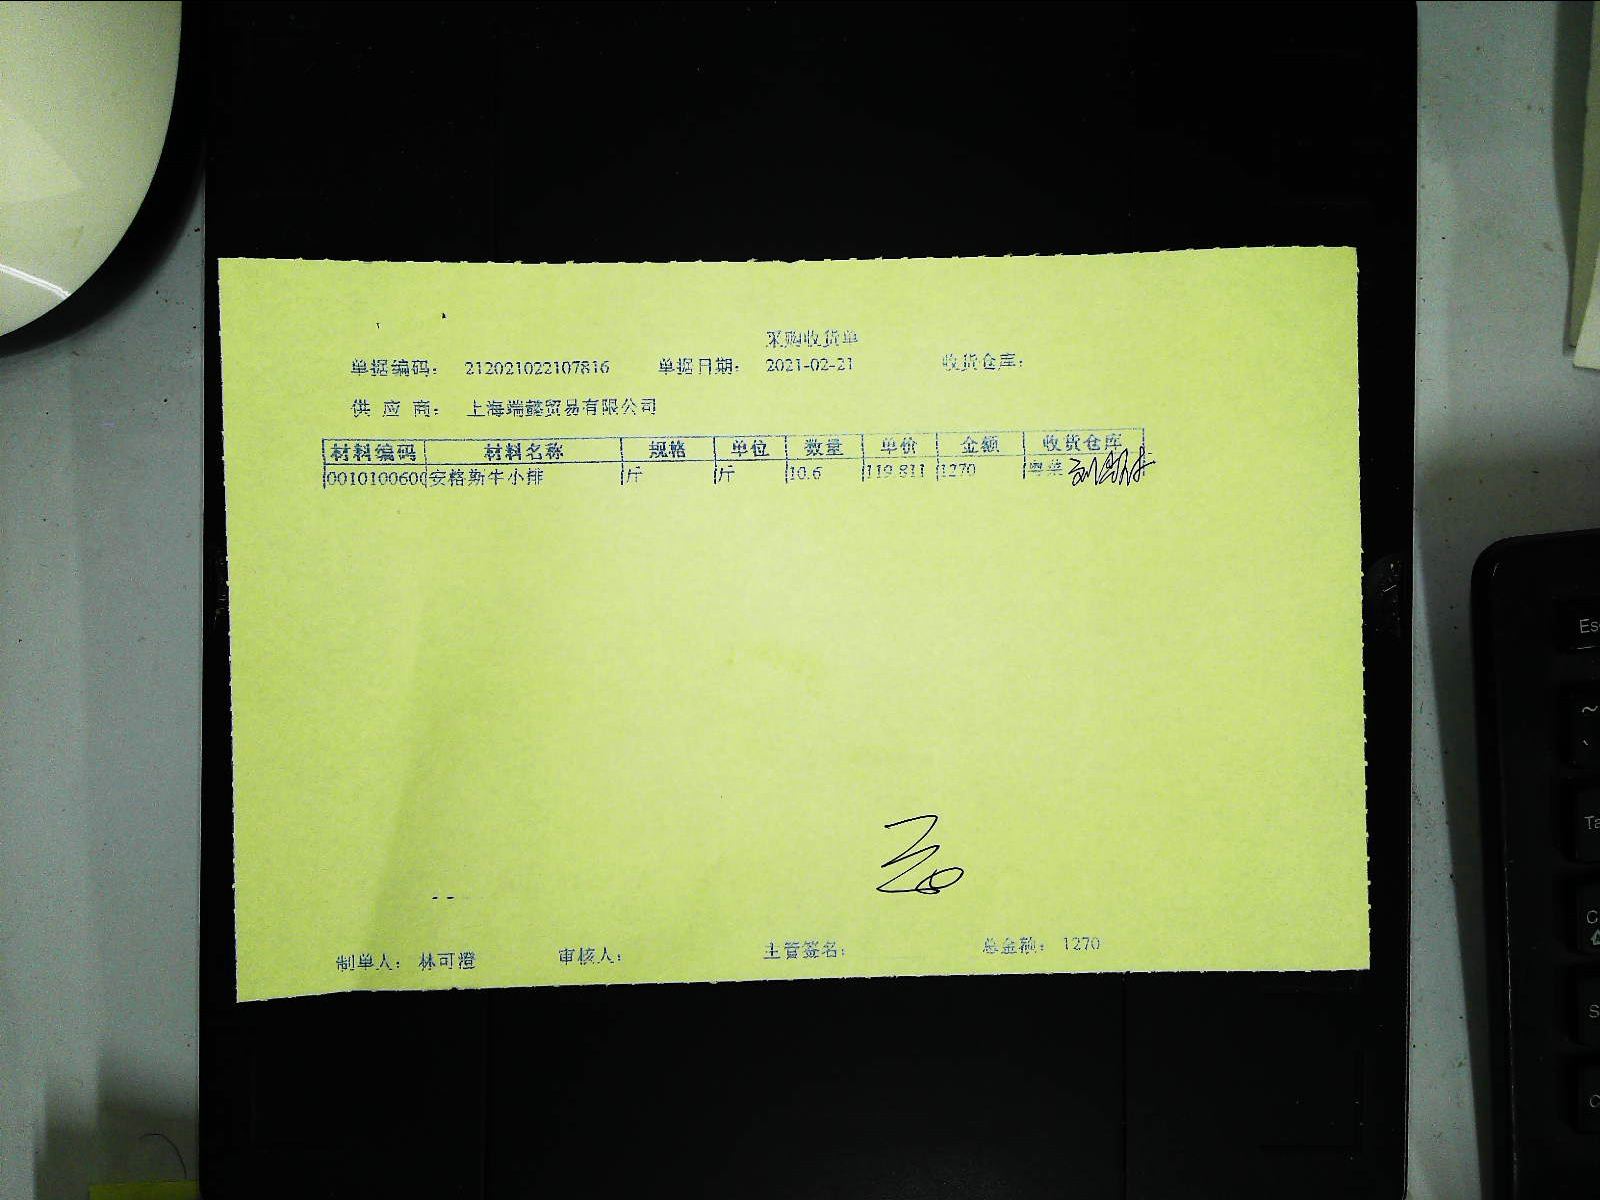 采购收货单
单据编码： 212021022107816 单据日期： 2021-02-21 收货仓库：
供 应 商： 上海端懿贸易有限公司
材料编码 材料名称 规格 单位 数量 单价 金额 收货仓库
0010100600 安格斯牛小排 斤 斤 10.6 119.811 1270 粤菜
制单人： 林可澄 审核人： 主管签名： 总金额： 1270
Es
~
Ta